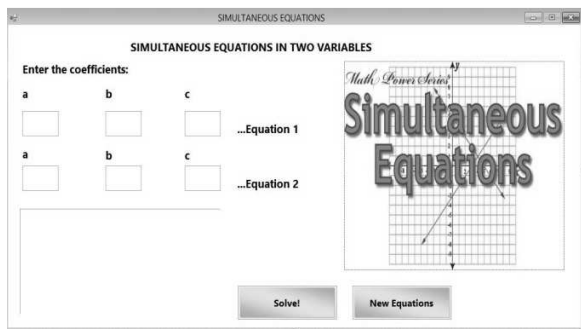 SIMULTANEOUS EQUATIONS
SIMULTANEOUS EQUATIONS IN TWO VARIABLES
Enter the coefficients:
a b c
...Equation 1
a b c
...Equation 2
Math Power Series
y
Simultaneous
Equations
Solve! New Equations